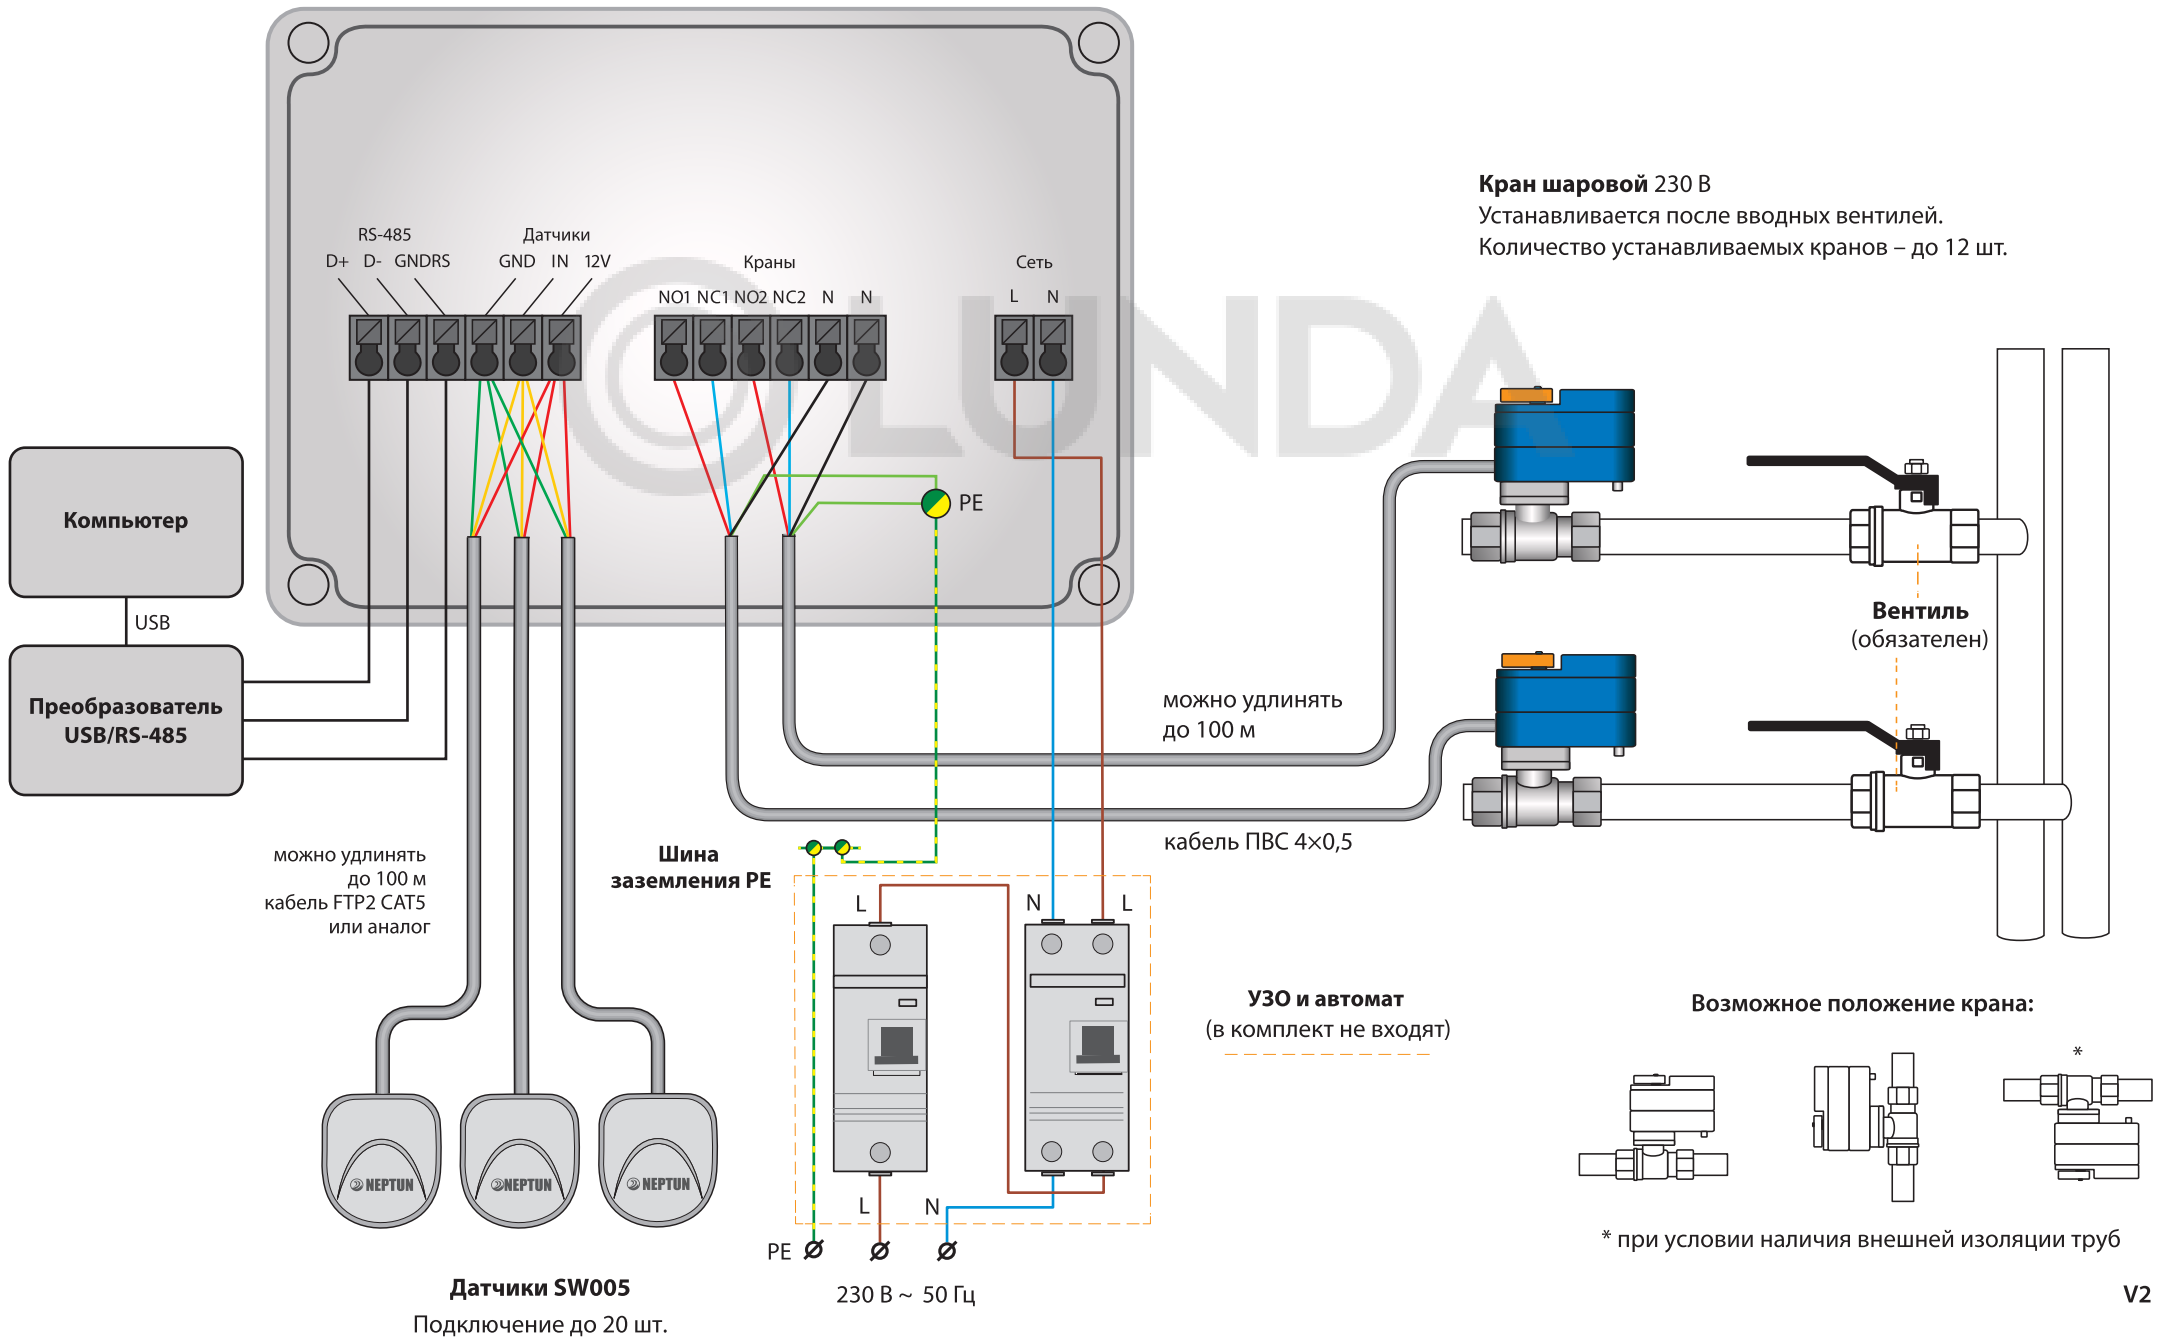 Кран шаровой 230 В
Устанавливается после вводных вентилей.
Количество устанавливаемых кранов – до 12 шт.
RS-485
Датчики
D+ D- GNDRS GND IN 12V
Краны
Сеть
NO1 NC1 NO2 NC2 N N
L N
LUNDA
Компьютер
PE
USB
Вентиль
(обязателен)
Преобразователь
USB/RS-485
можно удлинять
до 100 м
кабель ПВС 4×0,5
можно удлинять
до 100 м
кабель FTP2 CAT5
или аналог
Шина
заземления PE
L N L
УЗО и автомат
(в комплект не входят)
Возможное положение крана:
*
NEPTUN NEPTUN NEPTUN
L N
PE
* при условии наличия внешней изоляции труб
Датчики SW005
Подключение до 20 шт.
230 В ~ 50 Гц
V2